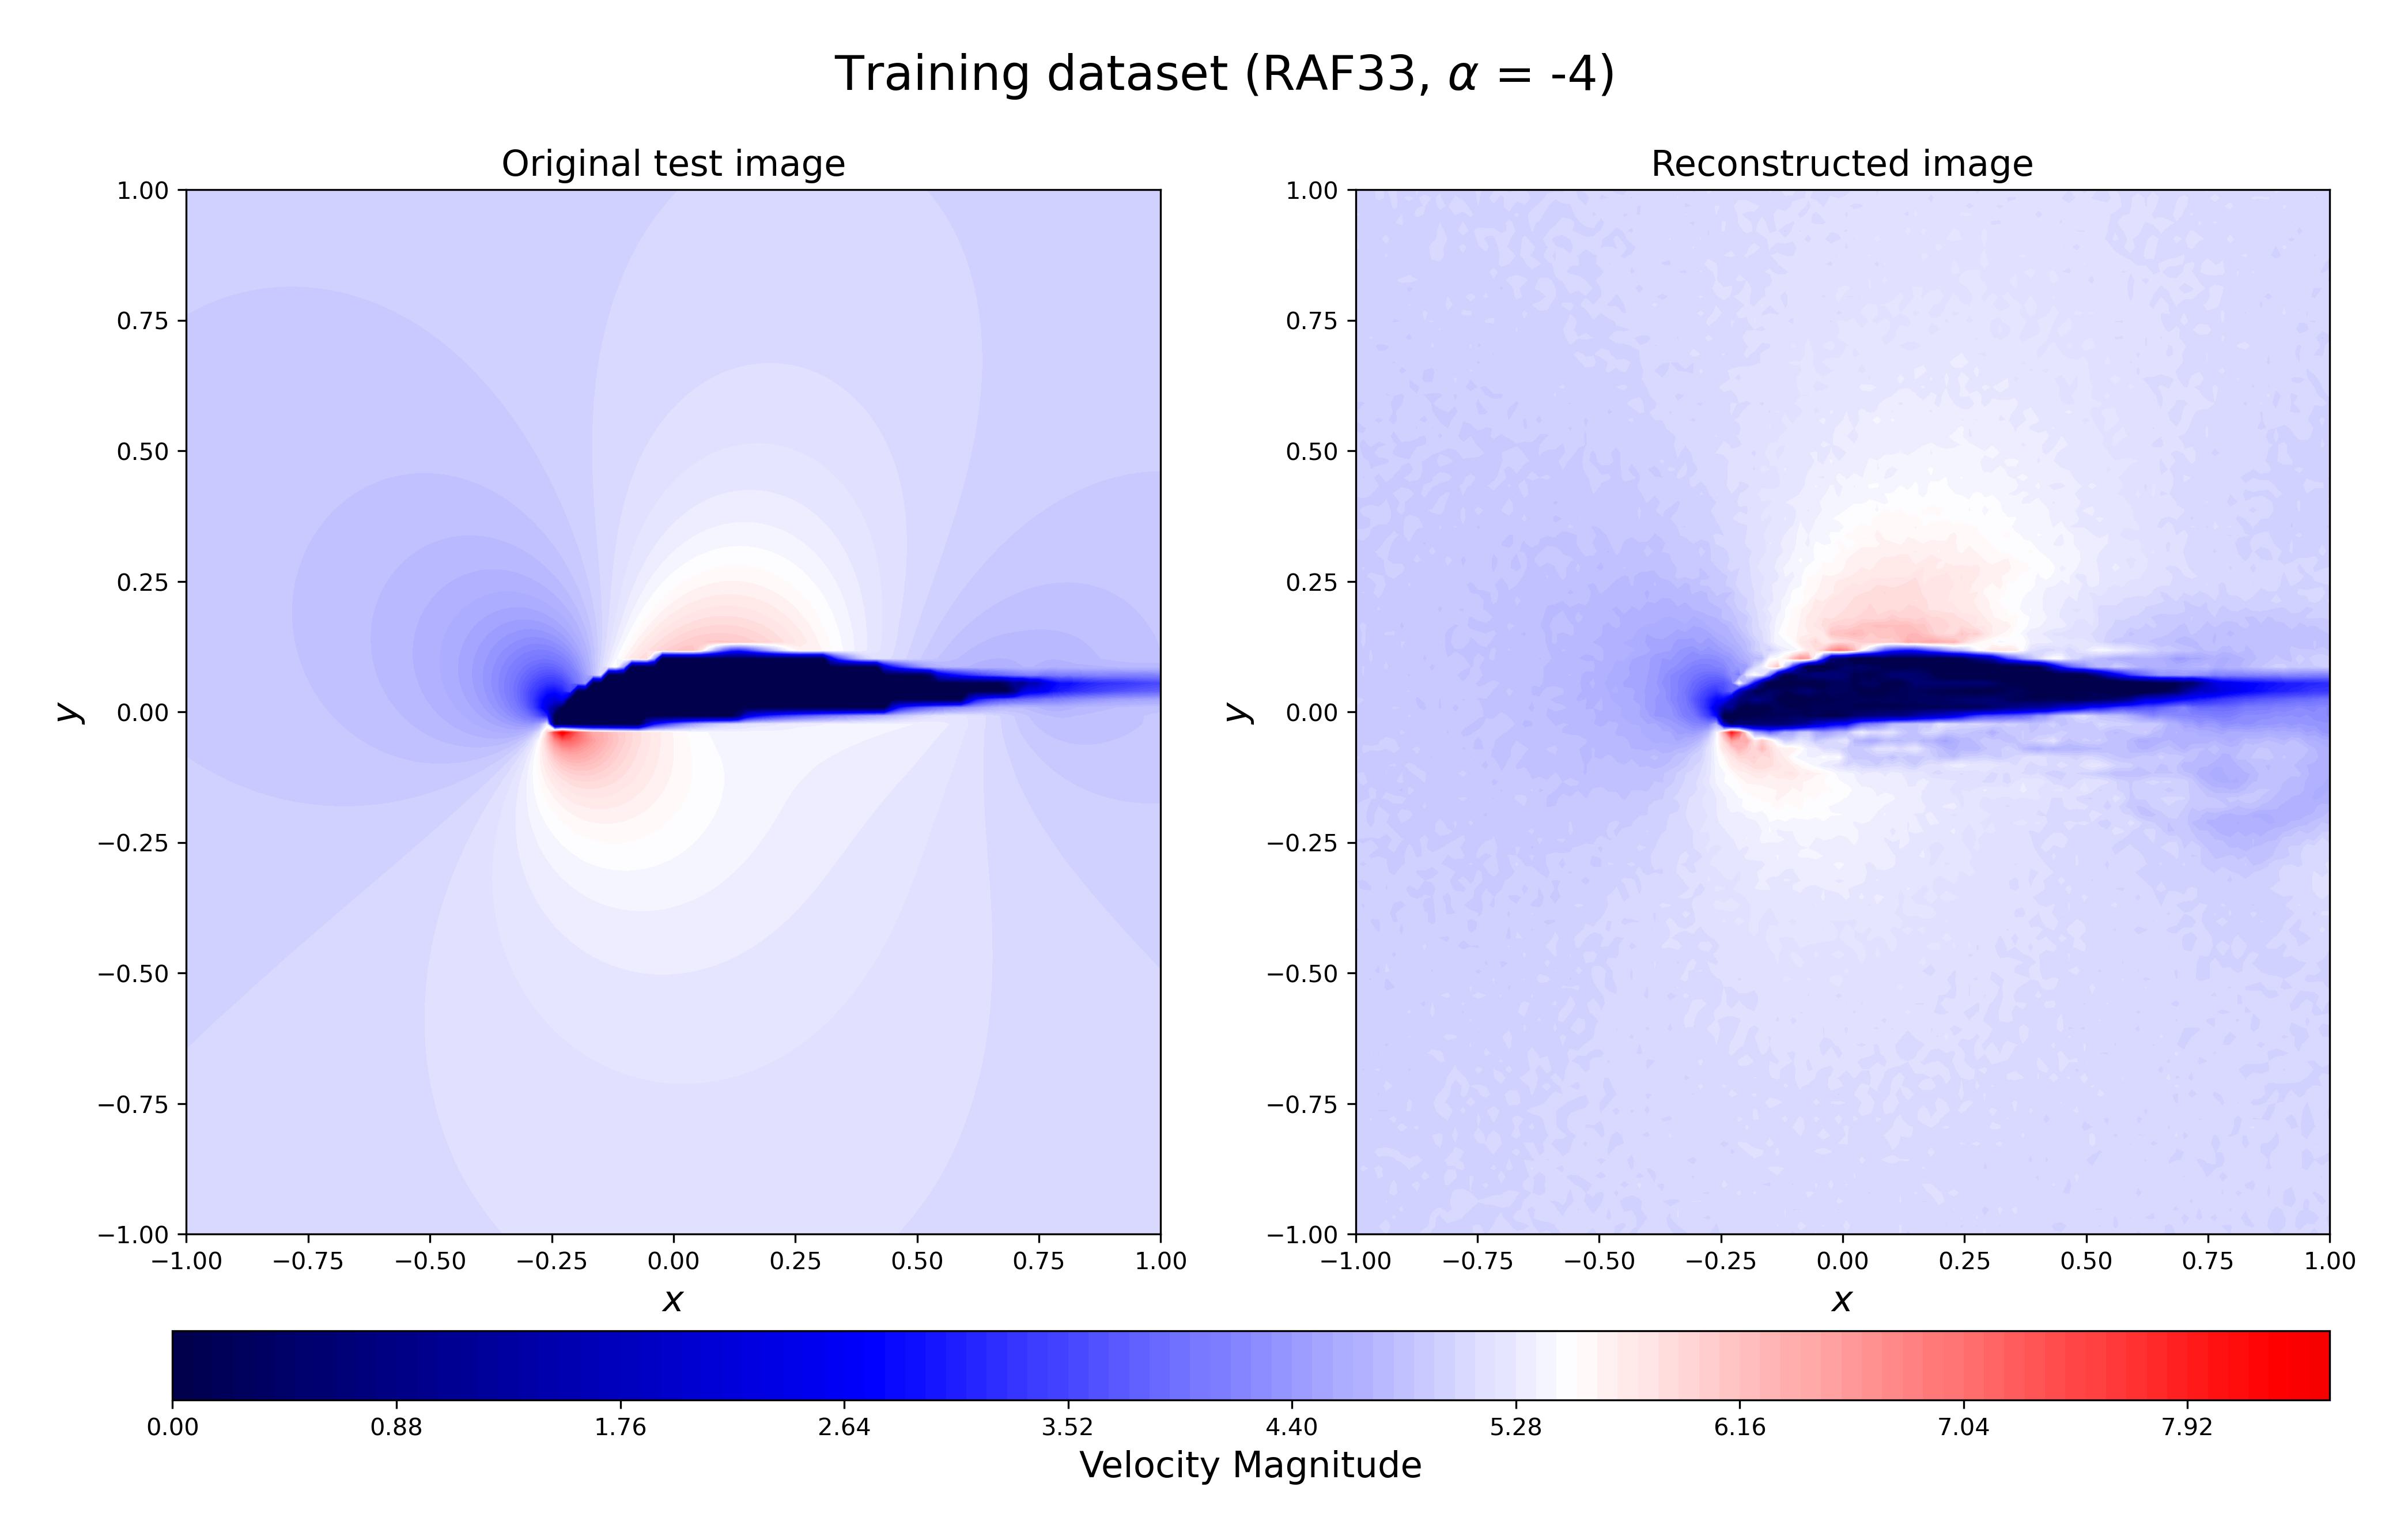 Training dataset (RAF33, α = -4)
Original test image
Reconstructed image
1.00
0.75
0.50
0.25
0.00
−0.25
−0.50
−0.75
−1.00
y
1.00
0.75
0.50
0.25
0.00
−0.25
−0.50
−0.75
−1.00
y
−1.00 −0.75 −0.50 −0.25 0.00 0.25 0.50 0.75 1.00
x
−1.00 −0.75 −0.50 −0.25 0.00 0.25 0.50 0.75 1.00
x
0.00 0.88 1.76 2.64 3.52 4.40 5.28 6.16 7.04 7.92
Velocity Magnitude